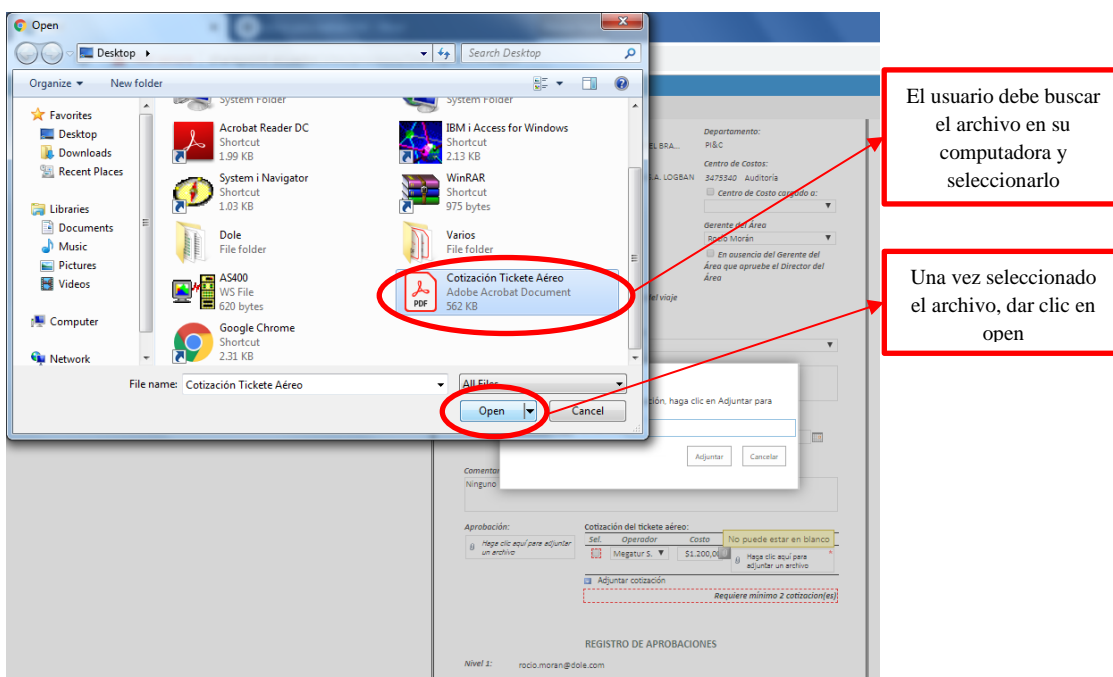 Open
Desktop
Search Desktop
Organize
New folder
Favorites
Desktop
Downloads
Recent Places
Libraries
Documents
Music
Pictures
Videos
Computer
Network
System Folder
System Folder
Acrobat Reader DC
Shortcut
1.99 KB
IBM i Access for Windows
Shortcut
2.13 KB
System i Navigator
Shortcut
1.03 KB
WinRAR
Shortcut
975 bytes
Dole
File folder
Varios
File folder
AS400
WS File
620 bytes
PDF
Cotización Tickete Aéreo
Adobe Acrobat Document
562 KB
Google Chrome
Shortcut
2.31 KB
File name: Cotización Tickete Aéreo
All Files
Open
Cancel
El usuario debe buscar
el archivo en su
computadora y
seleccionarlo
Una vez seleccionado
el archivo, dar clic en
open
Departamento:
EL BRA...
PI&C
Centro de Costos:
S.A. LOGBAN
3475340 Auditoría
Centro de Costo cargado a:
Gerente del Área
Rocío Morán
En ausencia del Gerente del
Área que apruebe el Director del
Área
del viaje
ción, haga clic en Adjuntar para
Adjuntar
Cancelar
Comentar
Ninguno
Aprobación:
Haga clic aquí para adjuntar
un archivo
Cotización del tickete aéreo:
Sel. Operador Costo
No puede estar en blanco
Megatur S. $1.200,0
Haga clic aquí para
adjuntar un archivo
*
Adjuntar cotización
Requiere mínimo 2 cotizacion(es)
REGISTRO DE APROBACIONES
Nivel 1: rocio.moran@dole.com